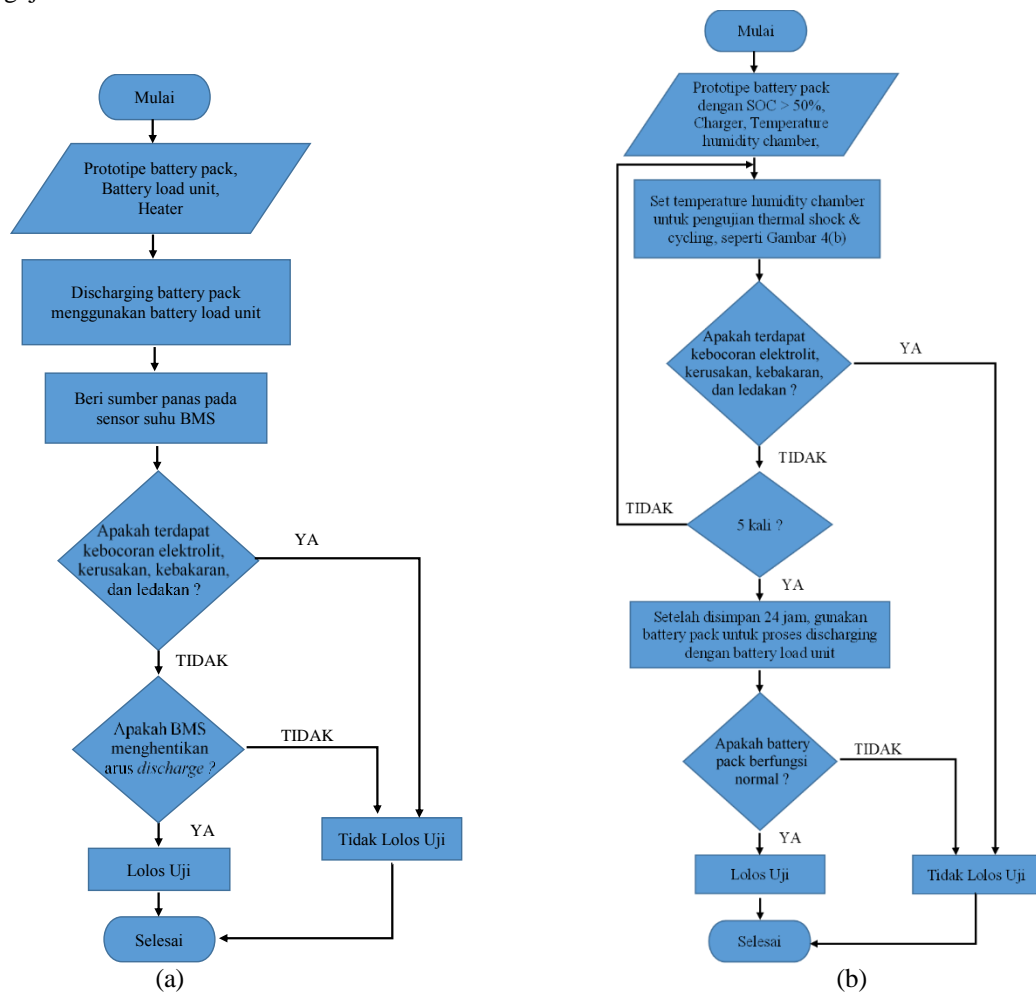 Mulai
Prototipe battery pack,
Battery load unit,
Heater
Discharging battery pack
menggunakan battery load unit
Beri sumber panas pada
sensor suhu BMS
Apakah terdapat
kebocoran elektrolit,
kerusakan, kebakaran,
dan ledakan ?
YA
TIDAK
Apakah BMS
menghentikan
arus discharge ?
TIDAK
YA
Tidak Lolos Uji
Lolos Uji
Selesai
(a)
Mulai
Prototipe battery pack
dengan SOC > 50%,
Charger, Temperature
humidity chamber,
Set temperature humidity chamber
untuk pengujian thermal shock &
cycling, seperti Gambar 4(b)
Apakah terdapat
kebocoran elektrolit,
kerusakan, kebakaran,
dan ledakan ?
YA
TIDAK
TIDAK
5 kali ?
YA
Setelah disimpan 24 jam, gunakan
battery pack untuk proses discharging
dengan battery load unit
Apakah battery
pack berfungsi
normal ?
TIDAK
YA
Lolos Uji
Tidak Lolos Uji
Selesai
(b)